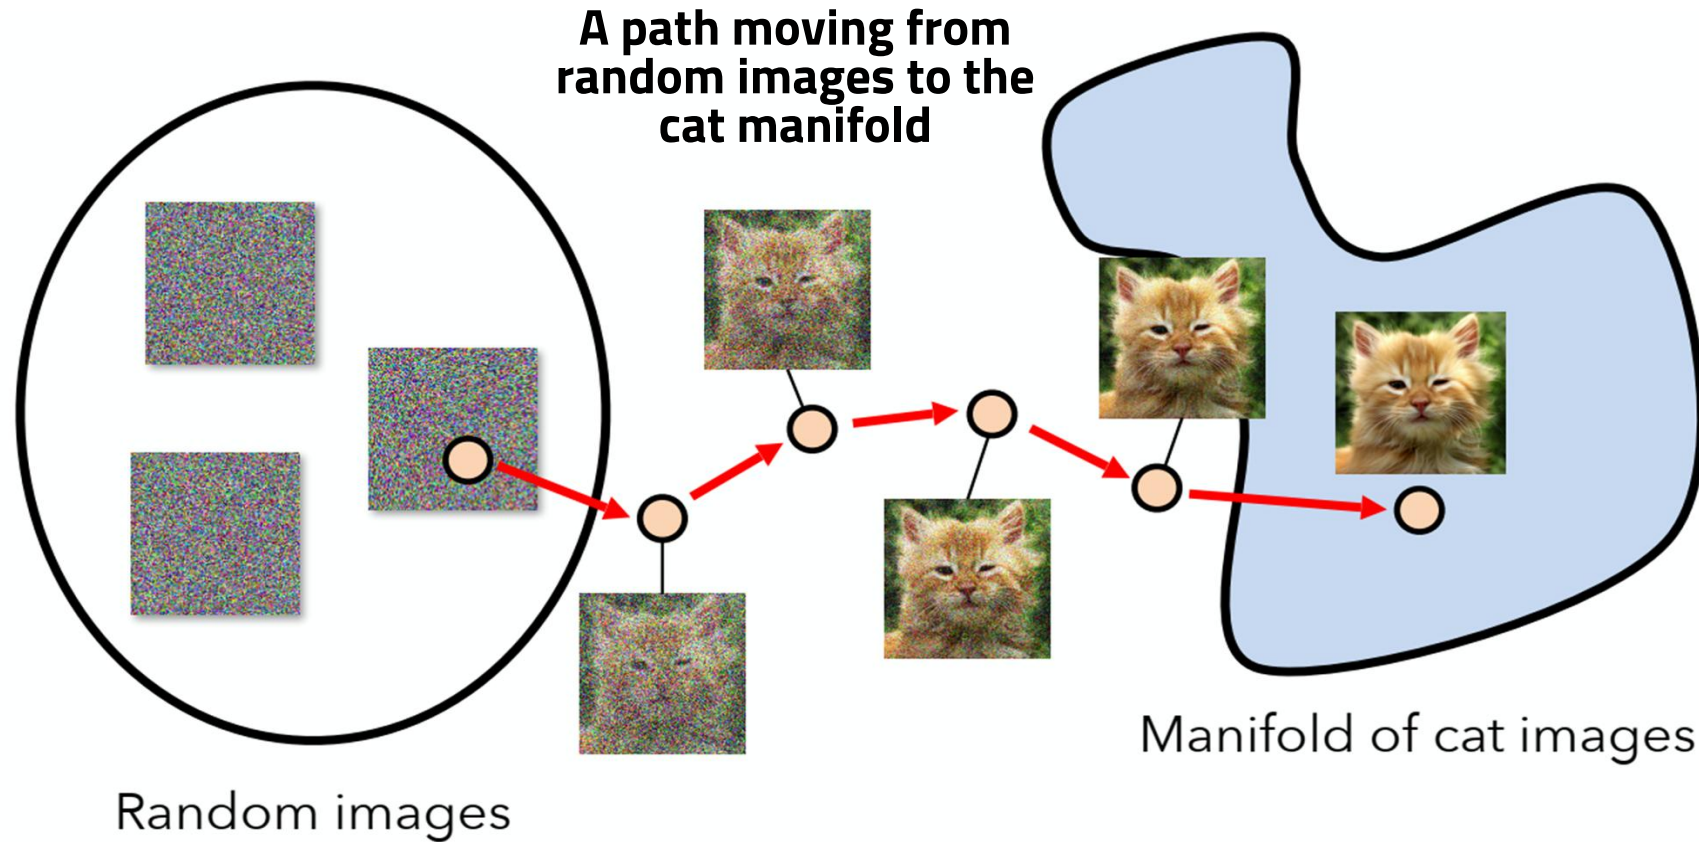 A path moving from
random images to the
cat manifold
Manifold of cat images
Random images